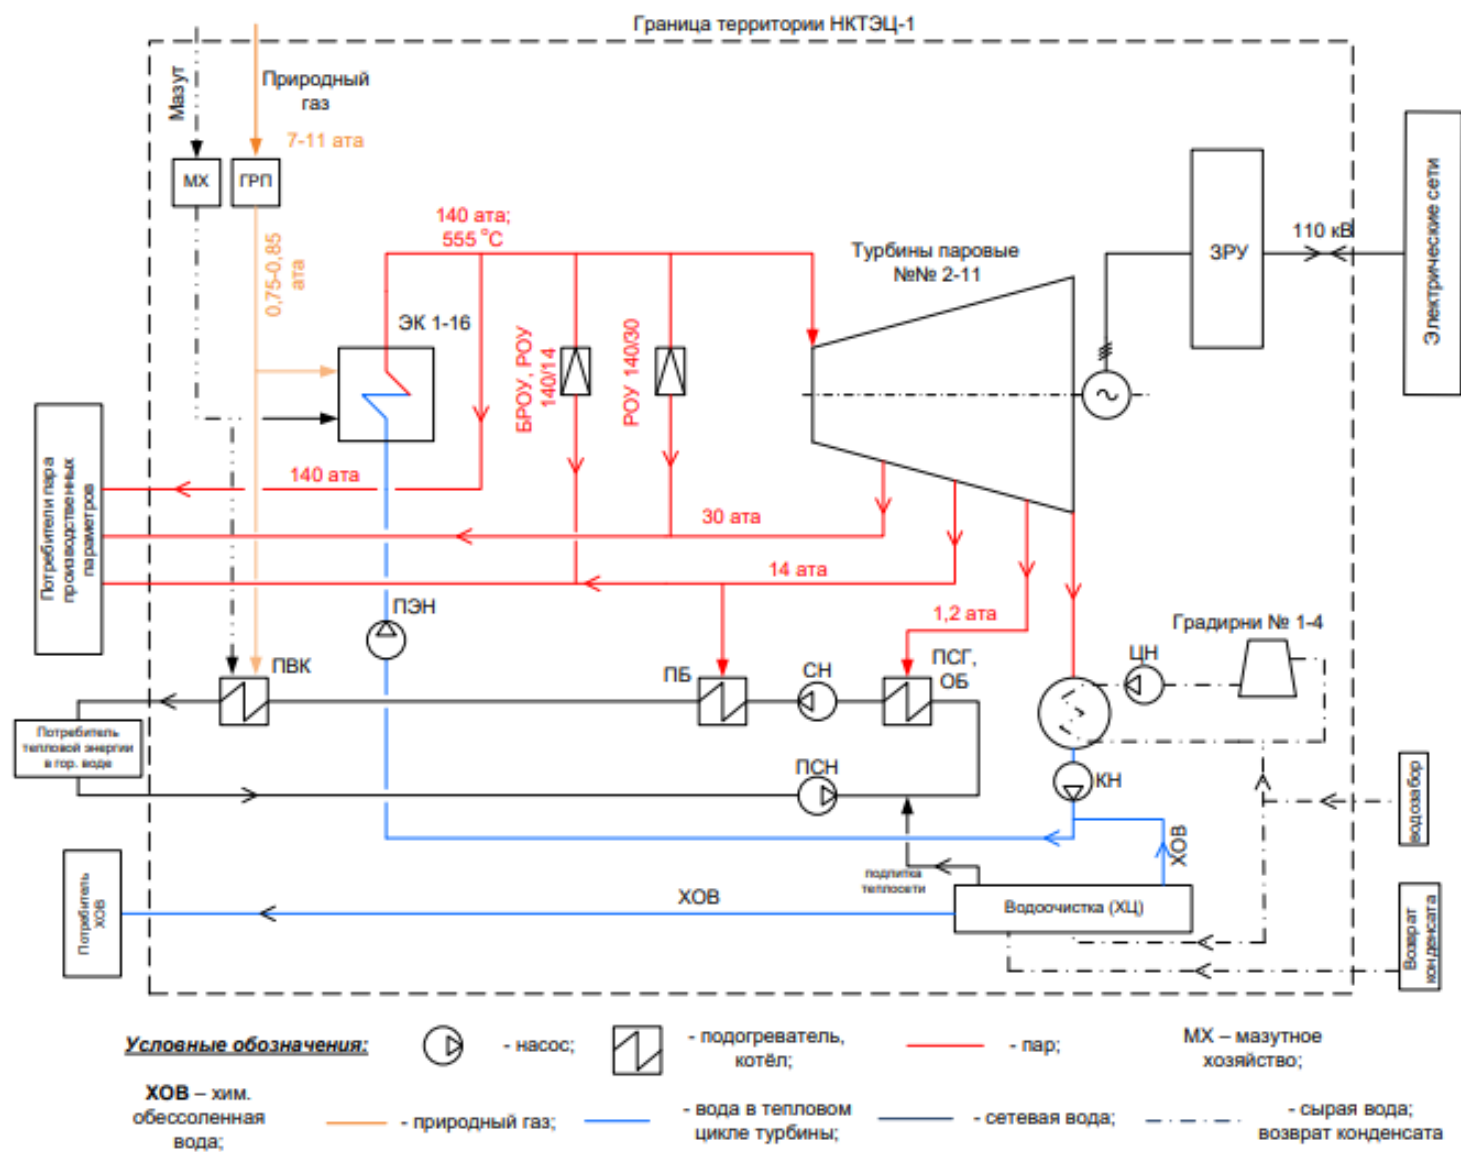 Граница территории НКТЭЦ-1
Мазут
Природный
газ
7-11 ата
МХ
ГРП
0,75-0,85
ата
140 ата;
555 °С
ЭК 1-16
БРОУ, РОУ
140/14
РОУ 140/30
Турбины паровые
№№ 2-11
ЗРУ
110 кВ
Электрические сети
Потребители пара
производственных
параметров
140 ата
30 ата
14 ата
1,2 ата
ПЭН
ПВК
ПБ
СН
ПСГ,
ОБ
ЦН
Градирни № 1-4
Потребитель
тепловой энергии
в гор. воде
ПСН
КН
водозабор
ХОВ
подпитка
теплосети
Потребитель
ХОВ
ХОВ
Водоочистка (ХЦ)
Возврат
конденсата
Условные обозначения:
- насос;
- подогреватель,
котёл;
- пар;
МХ – мазутное
хозяйство;
ХОВ – хим.
обессоленная
вода;
- природный газ;
- вода в тепловом
цикле турбины;
- сетевая вода;
- сырая вода;
возврат конденсата